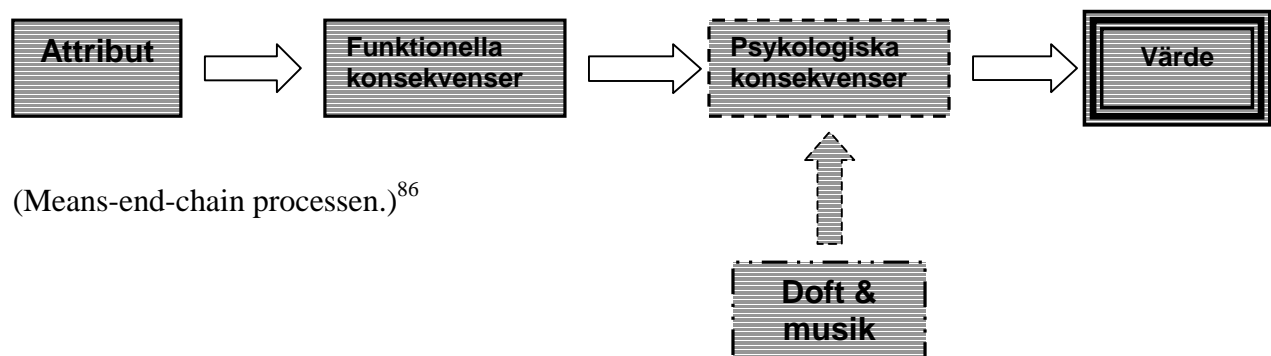 Attribut
Funktionella
konsekvenser
Psykologiska
konsekvenser
Värde
(Means-end-chain processen.)86
Doft &
musik